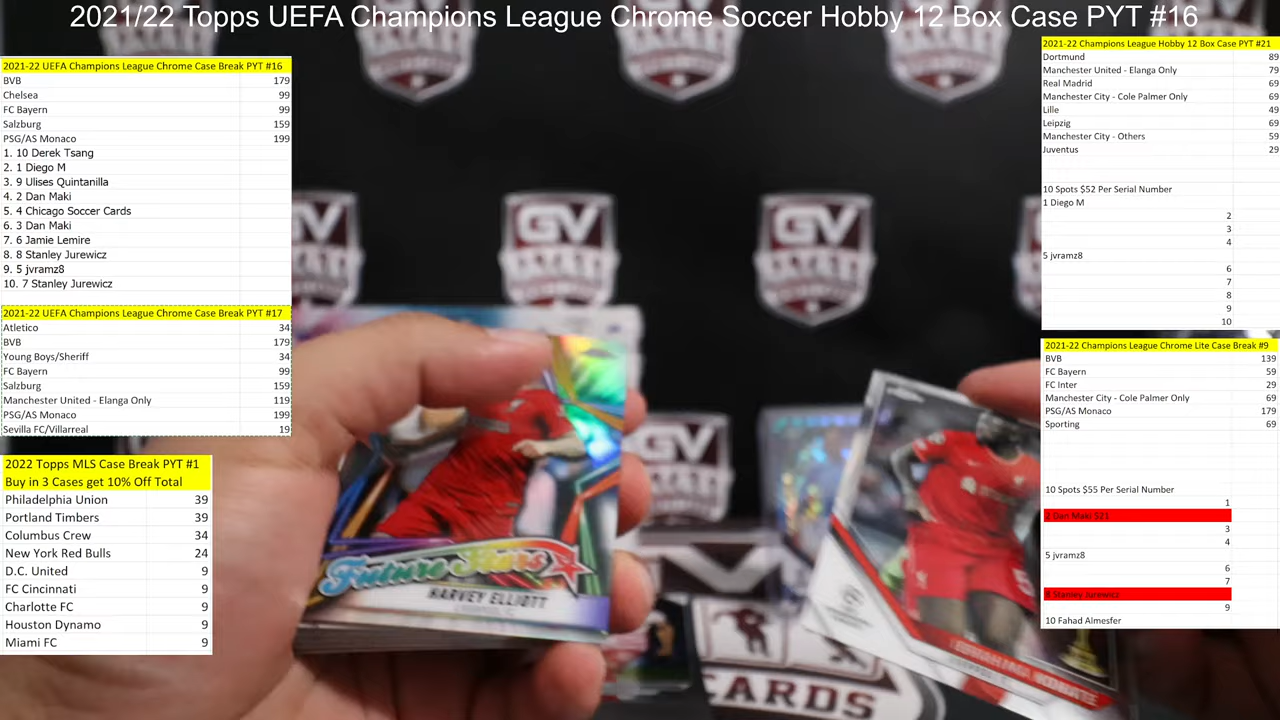 2021/22 Topps UEFA Champions League Chrome Soccer Hobby 12 Box Case PYT #16
2021-22 UEFA Champions League Chrome Case Break PYT #16
BVB 179
Chelsea 99
FC Bayern 99
Salzburg 159
PSG/AS Monaco 199
1. 10 Derek Tsang
2. 1 Diego M
3. 9 Ulises Quintanilla
4. 2 Dan Maki
5. 4 Chicago Soccer Cards
6. 3 Dan Maki
7. 6 Jamie Lemire
8. 8 Stanley Jurewicz
9. 5 jvramz8
10. 7 Stanley Jurewicz
2021-22 UEFA Champions League Chrome Case Break PYT #17
Atletico 34
BVB 179
Young Boys/Sheriff 34
FC Bayern 99
Salzburg 159
Manchester United - Elanga Only 119
PSG/AS Monaco 199
Sevilla FC/Villarreal 19
2022 Topps MLS Case Break PYT #1
Buy in 3 Cases get 10% Off Total
Philadelphia Union 39
Portland Timbers 39
Columbus Crew 34
New York Red Bulls 24
D.C. United 9
FC Cincinnati 9
Charlotte FC 9
Houston Dynamo 9
Miami FC 9
2021-22 Champions League Hobby 12 Box Case PYT #21
Dortmund 89
Manchester United - Elanga Only 79
Real Madrid 69
Manchester City - Cole Palmer Only 69
Lille 49
Leipzig 69
Manchester City - Others 59
Juventus 29
10 Spots $52 Per Serial Number
1 Diego M
2
3
4
5 jvramz8
6
7
8
9
10
2021-22 Champions League Chrome Lite Case Break #9
BVB 139
FC Bayern 59
FC Inter 29
Manchester City - Cole Palmer Only 69
PSG/AS Monaco 179
Sporting 69
10 Spots $55 Per Serial Number
1
2 Dan Maki 521
3
4
5 jvramz8
6
7
8 Stanley Jurewicz
9
10 Fahad Almesfer
GV
GV
CARDS
Future Stars
HARVEY ELLIOTT